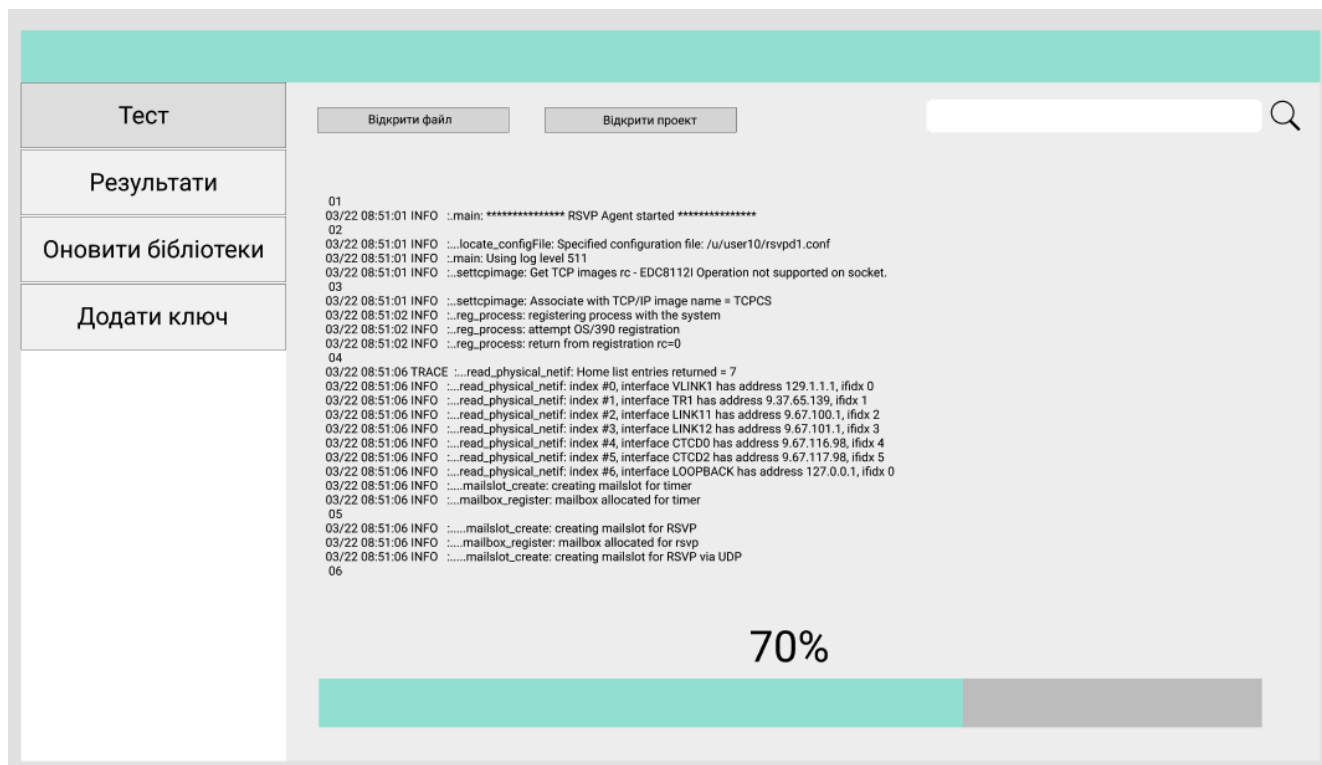 Тест
Результати
Оновити бібліотеки
Додати ключ
Відкрити файл
Відкрити проект
01
03/22 08:51:01 INFO :.main: *************** RSVP Agent started ***************
02
03/22 08:51:01 INFO :...locate_configFile: Specified configuration file: /u/user10/rsvpd1.conf
03/22 08:51:01 INFO :.main: Using log level 511
03/22 08:51:01 INFO :..settcpimage: Get TCP images rc - EDC8112I Operation not supported on socket.
03
03/22 08:51:01 INFO :..settcpimage: Associate with TCP/IP image name = TCPCS
03/22 08:51:02 INFO :..reg_process: registering process with the system
03/22 08:51:02 INFO :..reg_process: attempt OS/390 registration
03/22 08:51:02 INFO :..reg_process: return from registration rc=0
04
03/22 08:51:06 TRACE :...read_physical_netif: Home list entries returned = 7
03/22 08:51:06 INFO :...read_physical_netif: index #0, interface VLINK1 has address 129.1.1.1, ifidx 0
03/22 08:51:06 INFO :...read_physical_netif: index #1, interface TR1 has address 9.37.65.139, ifidx 1
03/22 08:51:06 INFO :...read_physical_netif: index #2, interface LINK11 has address 9.67.100.1, ifidx 2
03/22 08:51:06 INFO :...read_physical_netif: index #3, interface LINK12 has address 9.67.101.1, ifidx 3
03/22 08:51:06 INFO :...read_physical_netif: index #4, interface CTCD0 has address 9.67.116.98, ifidx 4
03/22 08:51:06 INFO :...read_physical_netif: index #5, interface CTCD2 has address 9.67.117.98, ifidx 5
03/22 08:51:06 INFO :...read_physical_netif: index #6, interface LOOPBACK has address 127.0.0.1, ifidx 0
03/22 08:51:06 INFO :....mailslot_create: creating mailslot for timer
03/22 08:51:06 INFO :...mailbox_register: mailbox allocated for timer
05
03/22 08:51:06 INFO :.....mailslot_create: creating mailslot for RSVP
03/22 08:51:06 INFO :....mailbox_register: mailbox allocated for rsvp
03/22 08:51:06 INFO :.....mailslot_create: creating mailslot for RSVP via UDP
06
70%